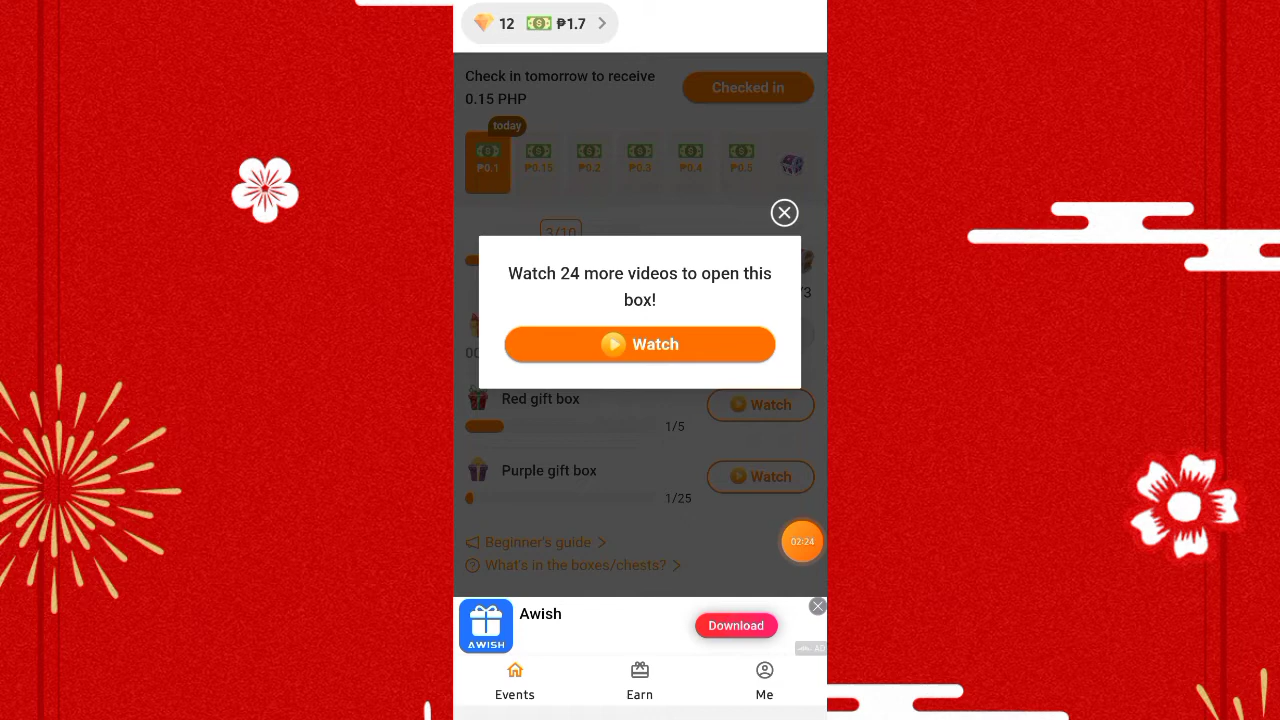 12 ₱1.7
Check in tomorrow to receive
0.15 PHP
Checked in
today
₱0.1 ₱0.15 ₱0.2 ₱0.3 ₱0.4 ₱0.5
3/10
Watch 24 more videos to open this
box!
Watch
/3
00
Red gift box
Watch
1/5
Purple gift box
Watch
1/25
02:24
Beginner's guide
What's in the boxes/chests?
AWISH
Awish
Download
AD
Events Earn Me